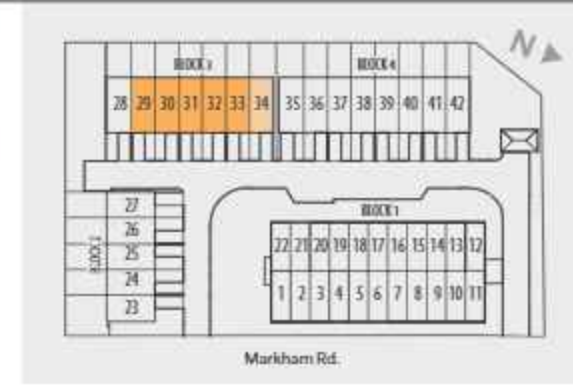 N
BLOCK 3 BLOCK 4
28 29 30 31 32 33 34 35 36 37 38 39 40 41 42
27
26
25
24
23
BLOCK 2
BLOCK 1
22 21 20 19 18 17 16 15 14 13 12
1 2 3 4 5 6 7 8 9 10 11
Markham Rd.